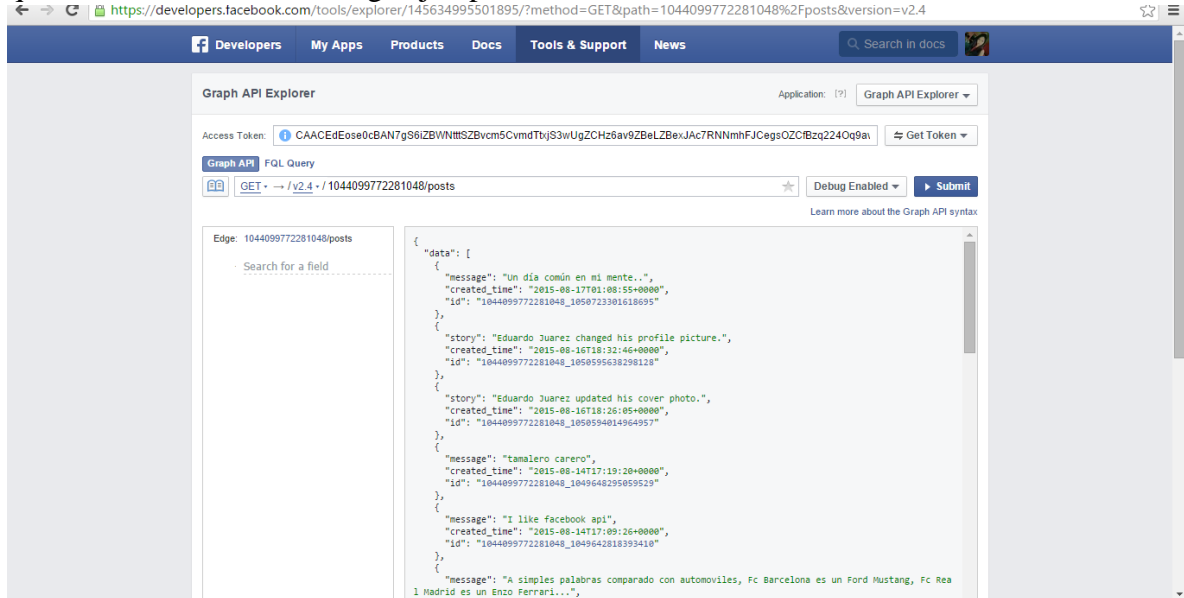 https://developers.facebook.com/tools/explorer/145634995501895/?method=GET&path=1044099772281048%2Fposts&version=v2.4
Developers My Apps Products Docs Tools & Support News Search in docs
Graph API Explorer Application: [?] Graph API Explorer
Access Token: Get Token
Graph API FQL Query
GET → / v2.4 / 1044099772281048/posts Debug Enabled Submit
Learn more about the Graph API syntax
Edge: 1044099772281048/posts
Search for a field
{
"data": [
{
"message": "Un día común en mi mente..",
"created_time": "2015-08-17T01:08:55+0000",
"id": "1044099772281048_1050723301618695"
},
{
"story": "Eduardo Juarez changed his profile picture.",
"created_time": "2015-08-16T18:32:46+0000",
"id": "1044099772281048_1050595638298128"
},
{
"story": "Eduardo Juarez updated his cover photo.",
"created_time": "2015-08-16T18:26:05+0000",
"id": "1044099772281048_1050594014964957"
},
{
"message": "tamalero carero",
"created_time": "2015-08-14T17:19:20+0000",
"id": "1044099772281048_1049648295059529"
},
{
"message": "I like facebook api",
"created_time": "2015-08-14T17:09:26+0000",
"id": "1044099772281048_1049642818393410"
},
{
"message": "A simples palabras comparado con automoviles, Fc Barcelona es un Ford Mustang, Fc Rea
l Madrid es un Enzo Ferrari...",